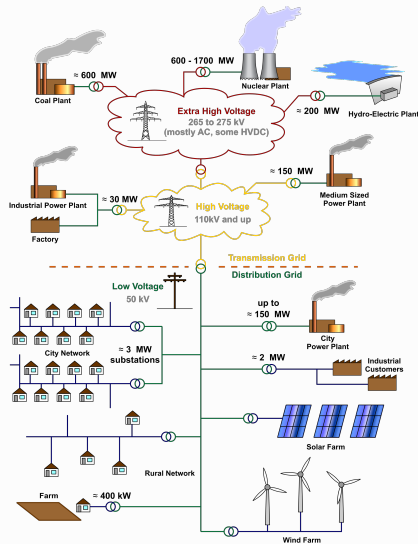 600 - 1700 MW
Nuclear Plant
≈ 600 MW
Coal Plant
≈ 200 MW
Hydro-Electric Plant
Extra High Voltage
265 to 275 kV
(mostly AC, some HVDC)
≈ 150 MW
Medium Sized
Power Plant
Industrial Power Plant
≈ 30 MW
Factory
High Voltage
110kV and up
Transmission Grid
Distribution Grid
Low Voltage
50 kV
up to
≈ 150 MW
City
Power Plant
City Network
≈ 3 MW
substations
≈ 2 MW
Industrial
Customers
Solar Farm
Rural Network
Farm
≈ 400 kW
Wind Farm